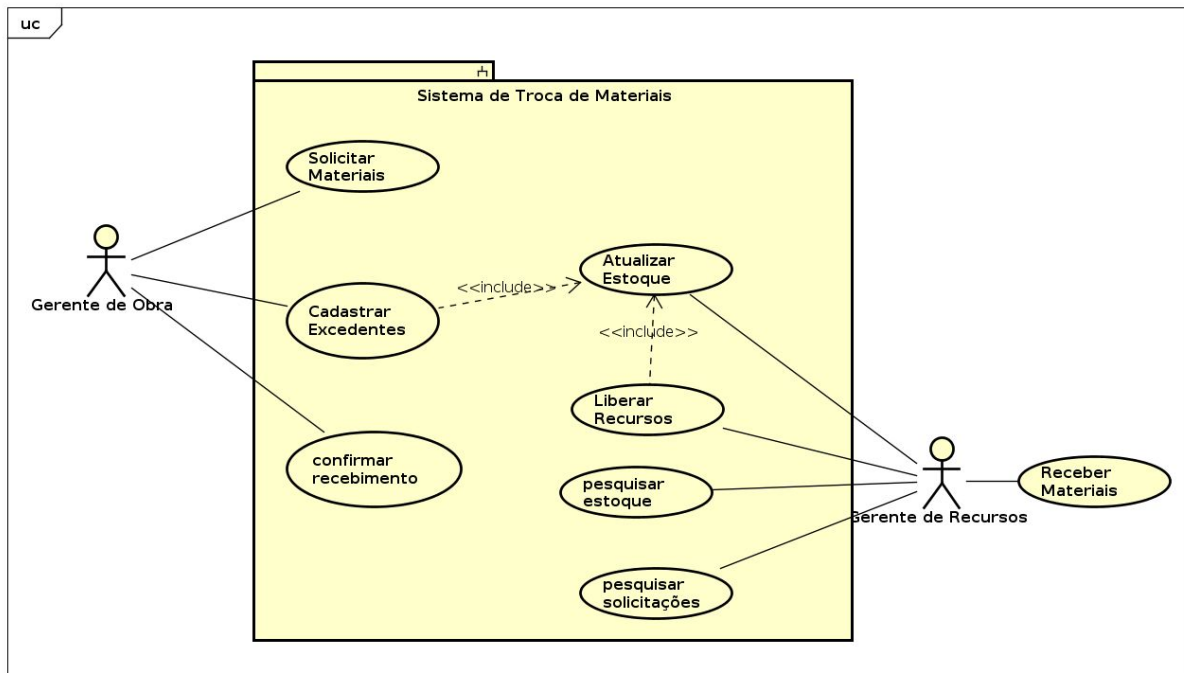 uc
Sistema de Troca de Materiais
Solicitar
Materiais
Gerente de Obra
Cadastrar
Excedentes
<<include>>
Atualizar
Estoque
<<include>>
Liberar
Recursos
confirmar
recebimento
pesquisar
estoque
Gerente de Recursos
Receber
Materiais
pesquisar
solicitações